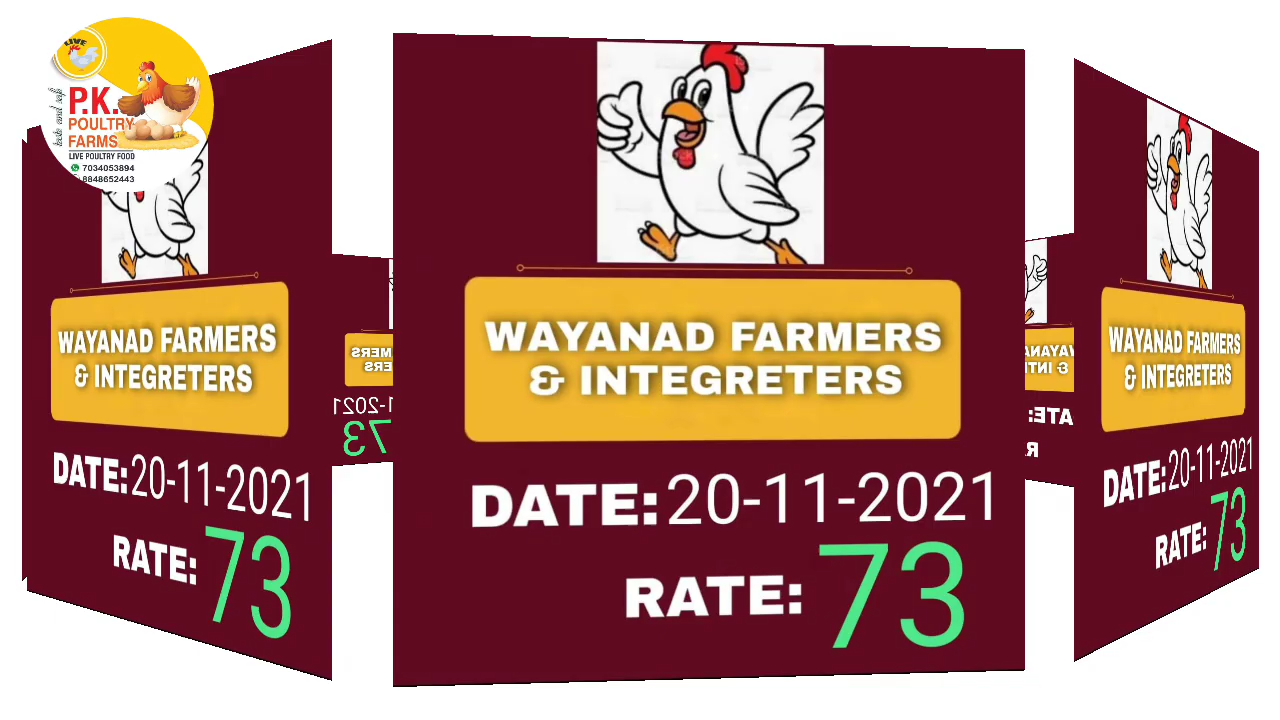 LIVE
P.K.
POULTRY
FARMS
LIVE POULTRY FOOD
7034053894
8848652443
WAYANAD FARMERS
& INTEGRETERS
DATE: 20-11-2021
RATE: 73
WAYANAD FARMERS
& INTEGRETERS
DATE: 20-11-2021
RATE: 73
WAYANAD FARMERS
& INTEGRETERS
DATE: 20-11-2021
RATE: 73